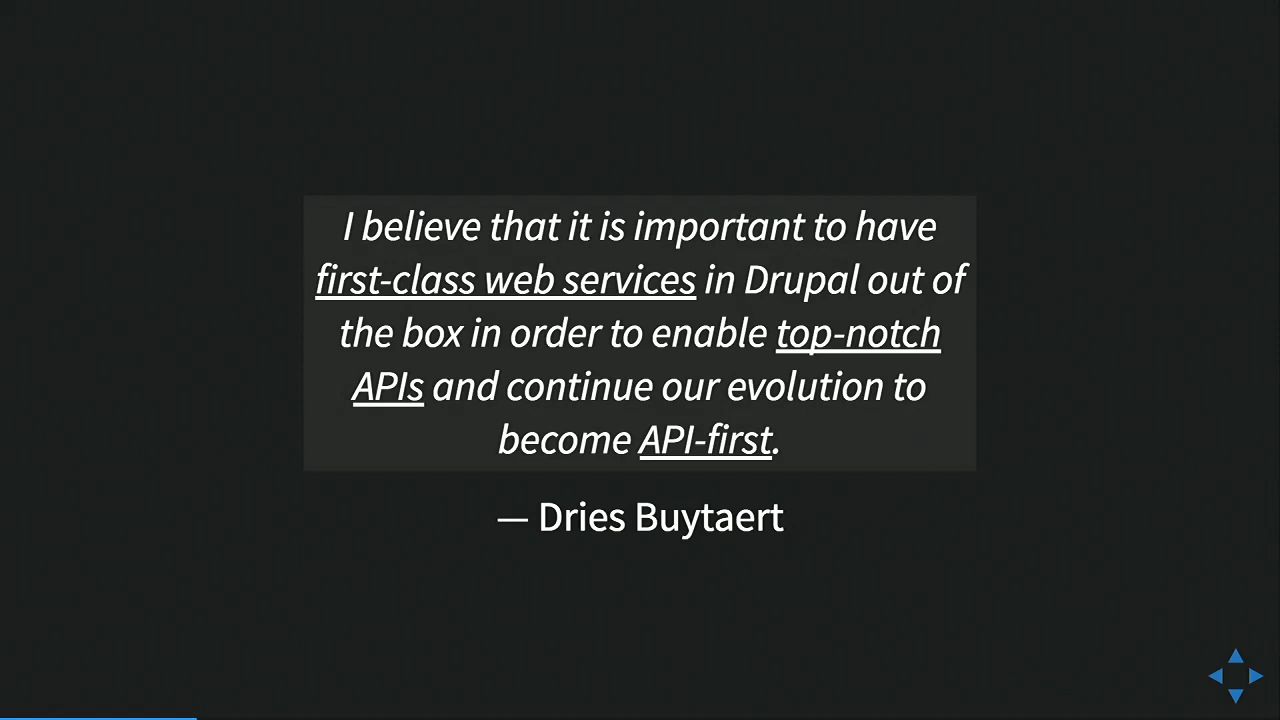 I believe that it is important to have
first-class web services in Drupal out of
the box in order to enable top-notch
APIs and continue our evolution to
become API-first.
— Dries Buytaert